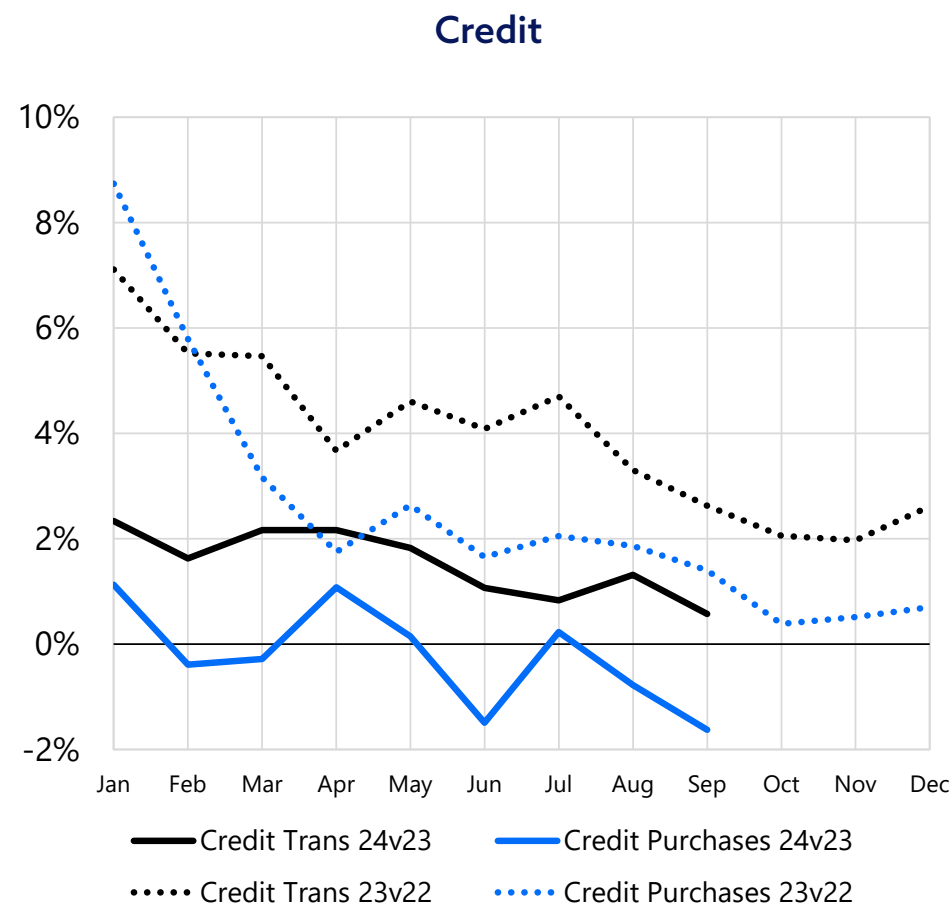 Credit
10%
8%
6%
4%
2%
0%
-2%
Jan Feb Mar Apr May Jun Jul Aug Sep Oct Nov Dec
Credit Trans 24v23 Credit Purchases 24v23
Credit Trans 23v22 Credit Purchases 23v22